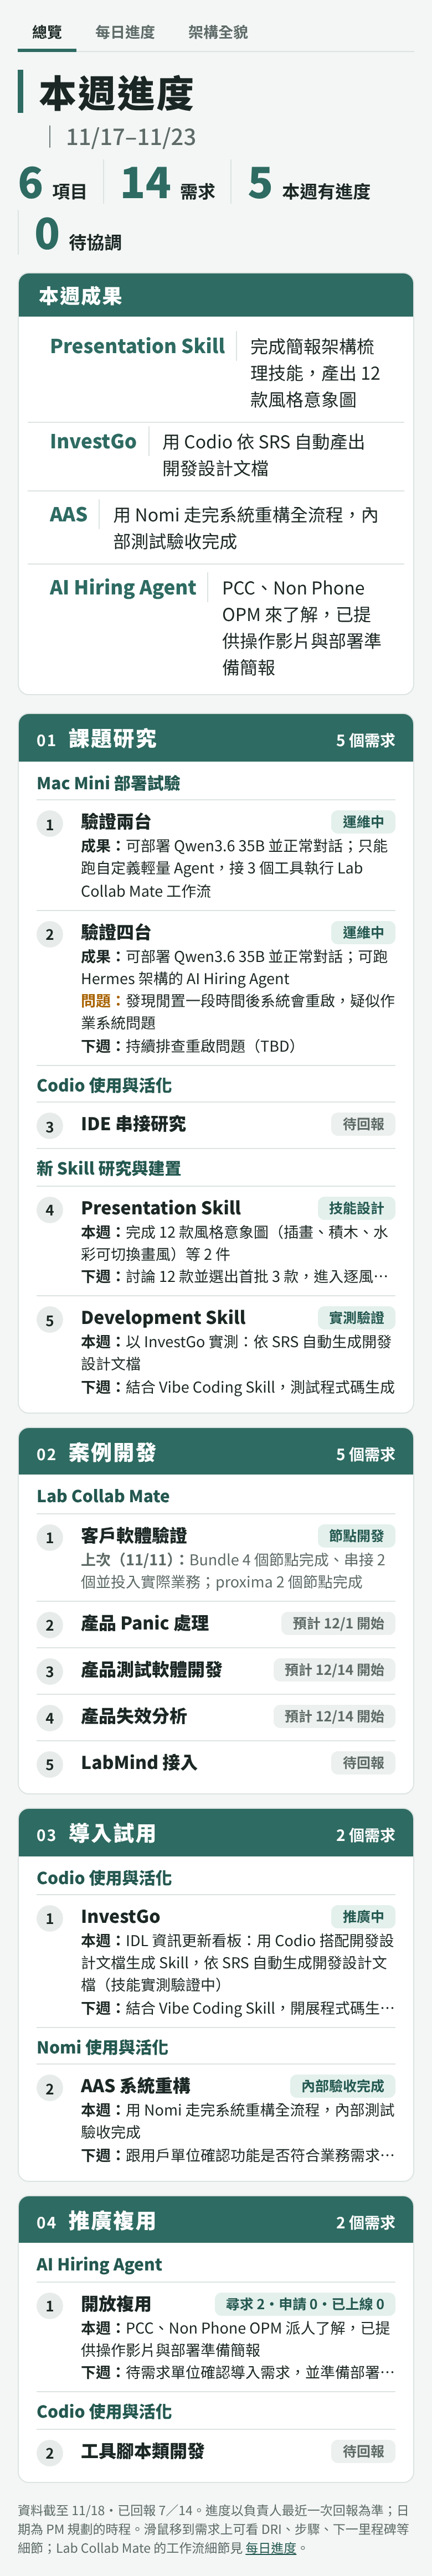 總覽 每日進度 架構全貌
本週進度
11/17–11/23
6 項目 14 需求 5 本週有進度
0 待協調
本週成果
Presentation Skill 完成簡報架構梳
理技能，產出 12
款風格意象圖
InvestGo 用 Codio 依 SRS 自動產出
開發設計文檔
AAS 用 Nomi 走完系統重構全流程，內
部測試驗收完成
AI Hiring Agent PCC、Non Phone
OPM 來了解，已提
供操作影片與部署準
備簡報
01 課題研究 5 個需求
Mac Mini 部署試驗
1 驗證兩台 運維中
成果：可部署 Qwen3.6 35B 並正常對話；只能
跑自定義輕量 Agent，接 3 個工具執行 Lab
Collab Mate 工作流
2 驗證四台 運維中
成果：可部署 Qwen3.6 35B 並正常對話；可跑
Hermes 架構的 AI Hiring Agent
問題：發現閒置一段時間後系統會重啟，疑似作
業系統問題
下週：持續排查重啟問題（TBD）
Codio 使用與活化
3 IDE 串接研究 待回報
新 Skill 研究與建置
4 Presentation Skill 技能設計
本週：完成 12 款風格意象圖（插畫、積木、水
彩可切換畫風）等 2 件
下週：討論 12 款並選出首批 3 款，進入逐風…
5 Development Skill 實測驗證
本週：以 InvestGo 實測：依 SRS 自動生成開發
設計文檔
下週：結合 Vibe Coding Skill，測試程式碼生成
02 案例開發 5 個需求
Lab Collab Mate
1 客戶軟體驗證 節點開發
上次（11/11）：Bundle 4 個節點完成、串接 2
個並投入實際業務；proxima 2 個節點完成
2 產品 Panic 處理 預計 12/1 開始
3 產品測試軟體開發 預計 12/14 開始
4 產品失效分析 預計 12/14 開始
5 LabMind 接入 待回報
03 導入試用 2 個需求
Codio 使用與活化
1 InvestGo 推廣中
本週：IDL 資訊更新看板：用 Codio 搭配開發設
計文檔生成 Skill，依 SRS 自動生成開發設計文
檔（技能實測驗證中）
下週：結合 Vibe Coding Skill，開展程式碼生…
Nomi 使用與活化
2 AAS 系統重構 內部驗收完成
本週：用 Nomi 走完系統重構全流程，內部測試
驗收完成
下週：跟用戶單位確認功能是否符合業務需求…
04 推廣複用 2 個需求
AI Hiring Agent
1 開放複用 尋求 2・申請 0・已上線 0
本週：PCC、Non Phone OPM 派人了解，已提
供操作影片與部署準備簡報
下週：待需求單位確認導入需求，並準備部署…
Codio 使用與活化
2 工具腳本類開發 待回報
資料截至 11/18・已回報 7／14。進度以負責人最近一次回報為準；日
期為 PM 規劃的時程。滑鼠移到需求上可看 DRI、步驟、下一里程碑等
細節；Lab Collab Mate 的工作流細節見 每日進度。